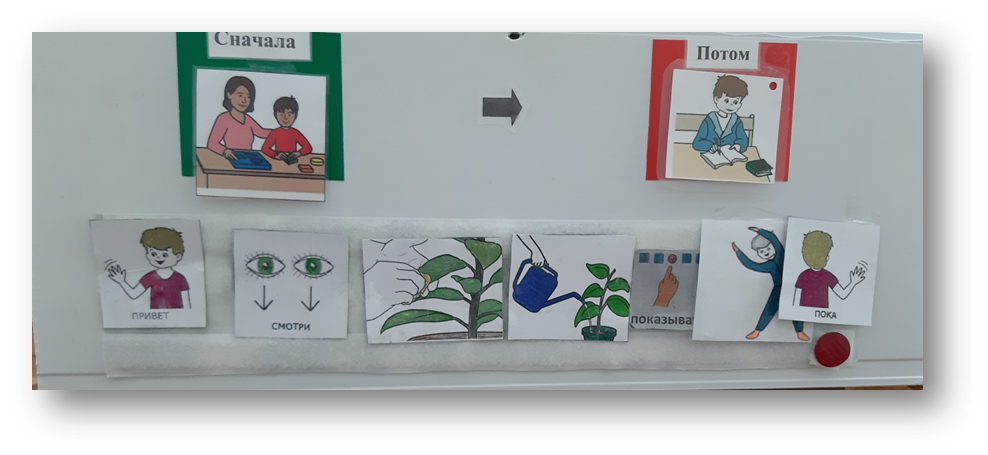 Сначала
Потом
ПРИВЕТ
СМОТРИ
показыва
ПОКА